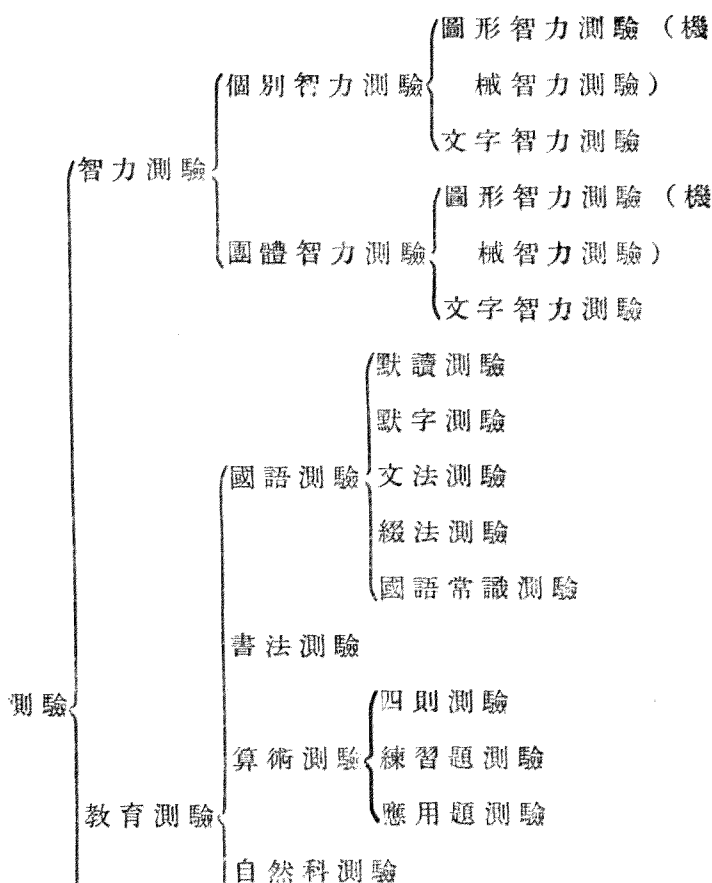 圖形智力測驗(機
個別智力測驗
械智力測驗)
文字智力測驗
智力測驗
圖形智力測驗(機
團體智力測驗
械智力測驗)
文字智力測驗
默讀測驗
默字測驗
國語測驗
文法測驗
綴法測驗
國語常識測驗
書法測驗
測驗
四則測驗
算術測驗
練習題測驗
教育測驗
應用題測驗
自然科測驗